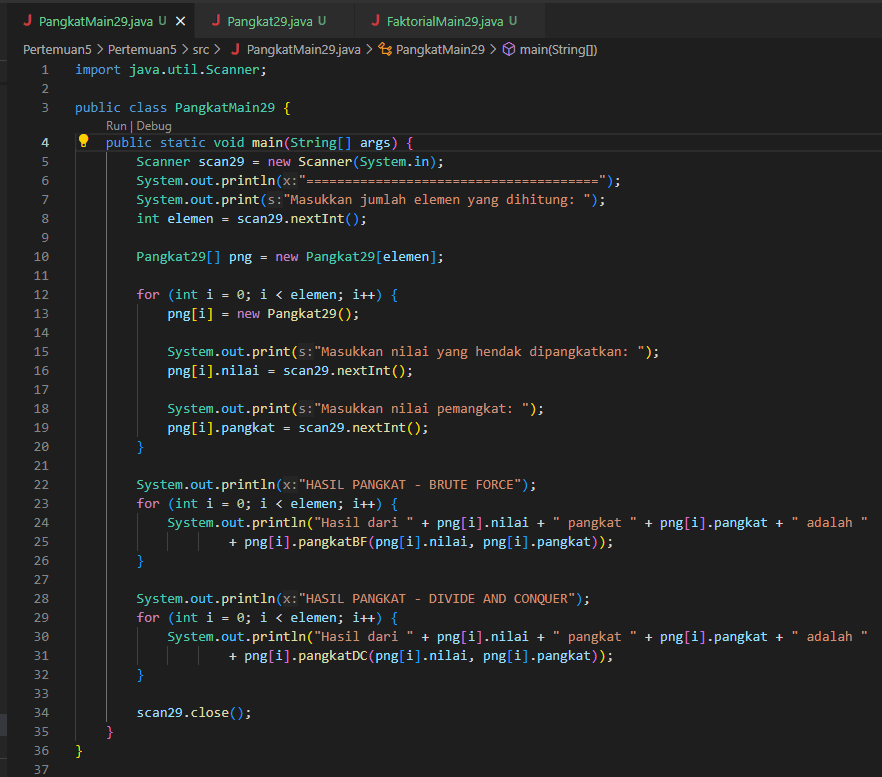 PangkatMain29.java U Pangkat29.java U FaktorialMain29.java U
Pertemuan5 > Pertemuan5 > src > PangkatMain29.java > PangkatMain29 > main(String[])
1 import java.util.Scanner;
2
3 public class PangkatMain29 {
Run | Debug
4 public static void main(String[] args) {
5 Scanner scan29 = new Scanner(System.in);
6 System.out.println(x:"======================================");
7 System.out.print(s:"Masukkan jumlah elemen yang dihitung: ");
8 int elemen = scan29.nextInt();
9
10 Pangkat29[] png = new Pangkat29[elemen];
11
12 for (int i = 0; i < elemen; i++) {
13 png[i] = new Pangkat29();
14
15 System.out.print(s:"Masukkan nilai yang hendak dipangkatkan: ");
16 png[i].nilai = scan29.nextInt();
17
18 System.out.print(s:"Masukkan nilai pemangkat: ");
19 png[i].pangkat = scan29.nextInt();
20 }
21
22 System.out.println(x:"HASIL PANGKAT - BRUTE FORCE");
23 for (int i = 0; i < elemen; i++) {
24 System.out.println("Hasil dari " + png[i].nilai + " pangkat " + png[i].pangkat + " adalah "
25 + png[i].pangkatBF(png[i].nilai, png[i].pangkat));
26 }
27
28 System.out.println(x:"HASIL PANGKAT - DIVIDE AND CONQUER");
29 for (int i = 0; i < elemen; i++) {
30 System.out.println("Hasil dari " + png[i].nilai + " pangkat " + png[i].pangkat + " adalah "
31 + png[i].pangkatDC(png[i].nilai, png[i].pangkat));
32 }
33
34 scan29.close();
35 }
36 }
37